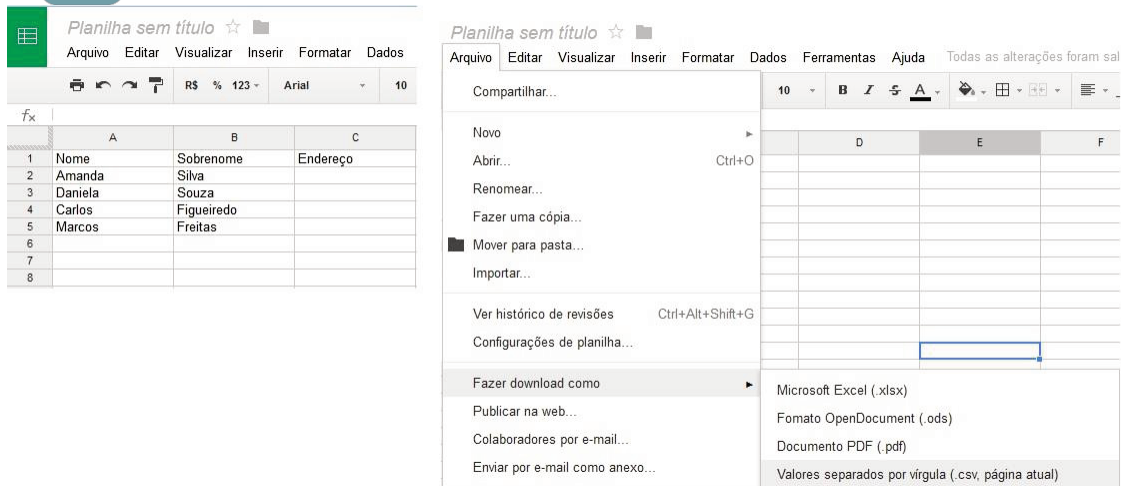 Planilha sem título
Arquivo Editar Visualizar Inserir Formatar Dados
R$ % 123 Arial 10
fx
A B C
1 Nome Sobrenome Endereço
2 Amanda Silva
3 Daniela Souza
4 Carlos Figueiredo
5 Marcos Freitas
6
7
8
Planilha sem título
Arquivo Editar Visualizar Inserir Formatar Dados Ferramentas Ajuda Todas as alterações foram sal
10 B I S A
Compartilhar...
D E F
Novo
Abrir... Ctrl+O
Renomear...
Fazer uma cópia...
Mover para pasta...
Importar...
Ver histórico de revisões Ctrl+Alt+Shift+G
Configurações de planilha...
Fazer download como
Publicar na web...
Colaboradores por e-mail...
Enviar por e-mail como anexo...
Microsoft Excel (.xlsx)
Fomato OpenDocument (.ods)
Documento PDF (.pdf)
Valores separados por vírgula (.csv, página atual)